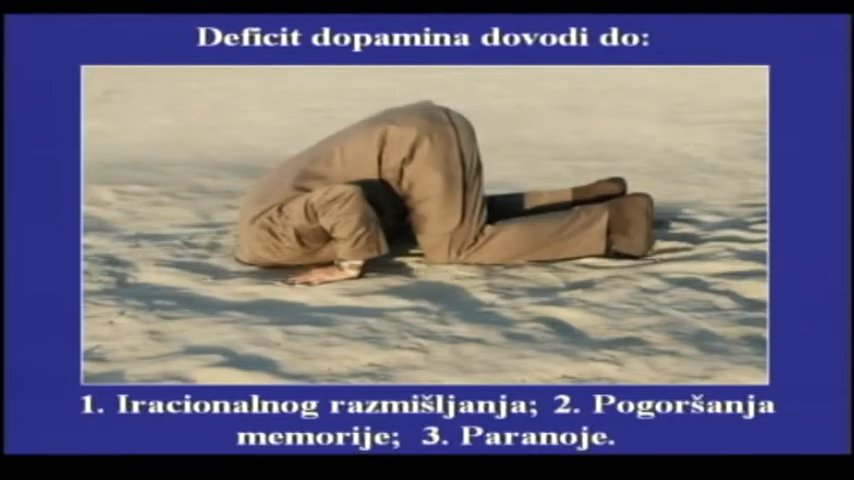 Deficit dopamina dovodi do:
1. Iracionalnog razmišljanja; 2. Pogoršanja
memorije; 3. Paranoje.